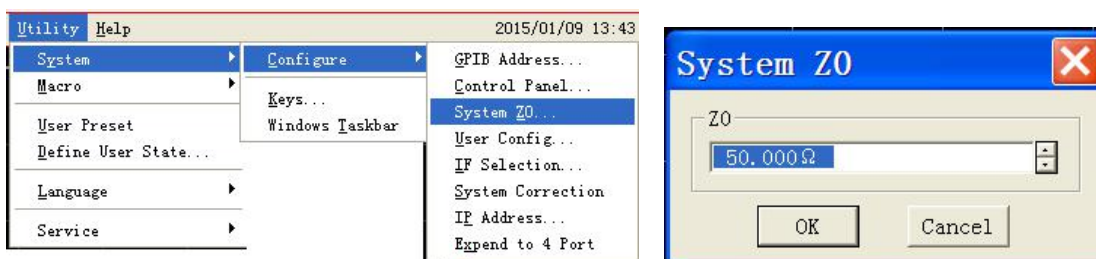 Utility Help 2015/01/09 13:43
System
Macro
User Preset
Define User State...
Language
Service
Configure
Keys...
Windows Taskbar
GPIB Address...
Control Panel...
System Z0...
User Config...
IF Selection...
System Correction
IP Address...
Expend to 4 Port
System Z0
Z0
50.000Ω
OK Cancel